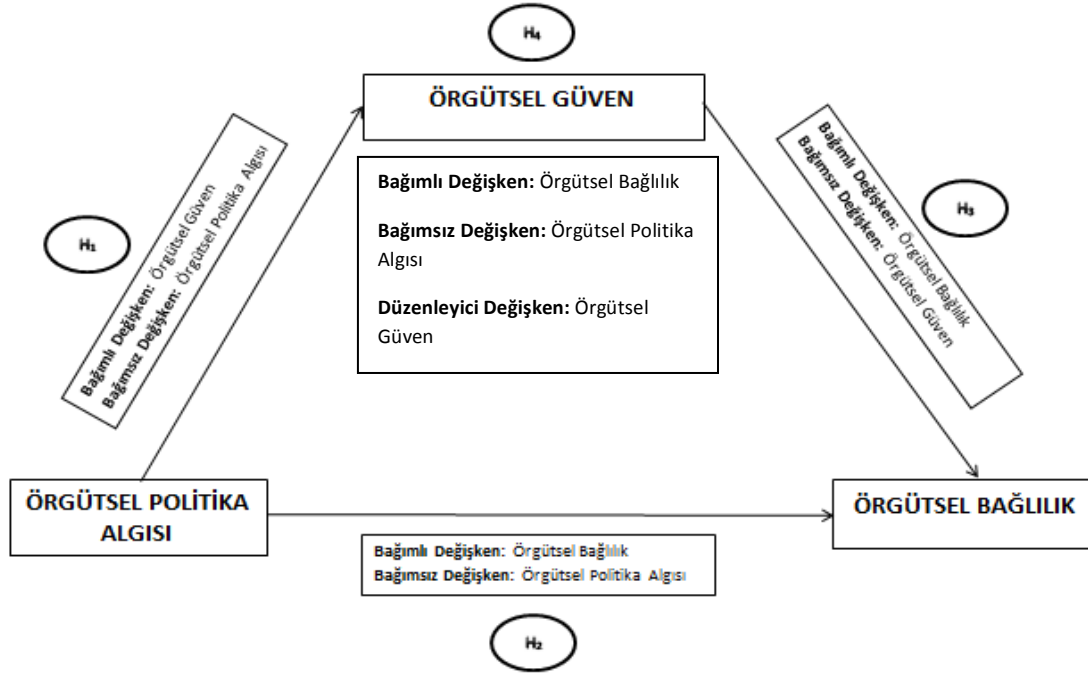 H₄
ÖRGÜTSEL GÜVEN
Bağımlı Değişken: Örgütsel Bağlılık
Bağımsız Değişken: Örgütsel Politika
Algısı
Düzenleyici Değişken: Örgütsel
Güven
H₁
Bağımlı Değişken: Örgütsel Güven
Bağımsız Değişken: Örgütsel Politika Algısı
H₃
Bağımlı Değişken: Örgütsel Bağlılık
Bağımsız Değişken: Örgütsel Güven
ÖRGÜTSEL POLİTİKA
ALGISI
ÖRGÜTSEL BAĞLILIK
Bağımlı Değişken: Örgütsel Bağlılık
Bağımsız Değişken: Örgütsel Politika Algısı
H₂